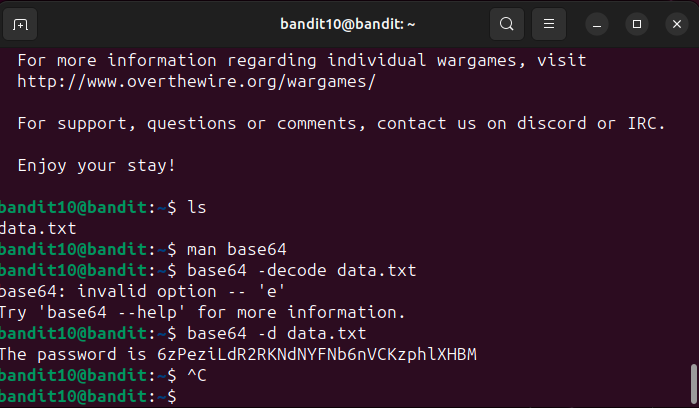 bandit10@bandit: ~
For more information regarding individual wargames, visit
http://www.overthewire.org/wargames/
For support, questions or comments, contact us on discord or IRC.
Enjoy your stay!
bandit10@bandit:~$ ls
data.txt
bandit10@bandit:~$ man base64
bandit10@bandit:~$ base64 -decode data.txt
base64: invalid option -- 'e'
Try 'base64 --help' for more information.
bandit10@bandit:~$ base64 -d data.txt
The password is 6zPeziLdR2RKNdNYFNb6nVCKzphlXHBM
bandit10@bandit:~$ ^C
bandit10@bandit:~$